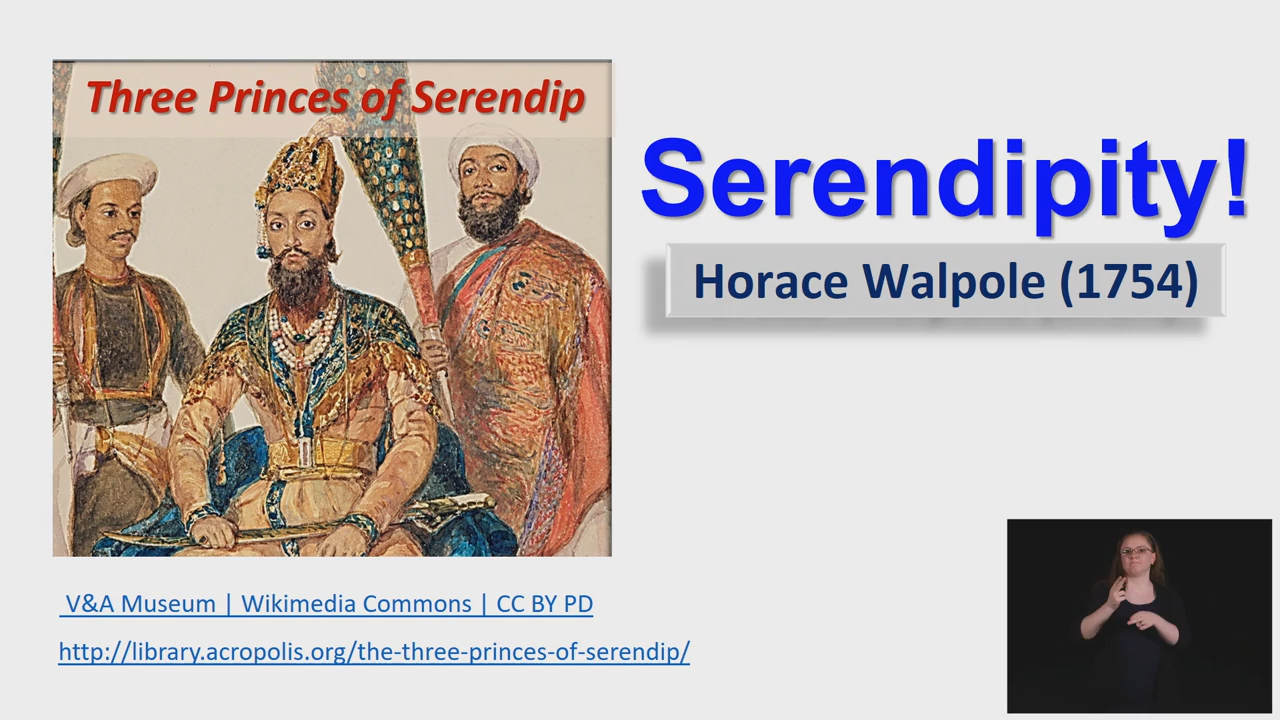 Three Princes of Serendip
Serendipity!
Horace Walpole (1754)
V&A Museum | Wikimedia Commons | CC BY PD
http://library.acropolis.org/the-three-princes-of-serendip/